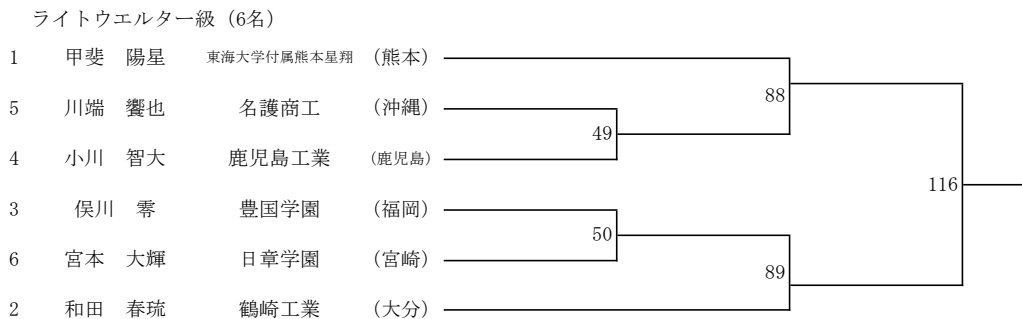 ライトウエルター級（6名）
1 甲斐 陽星 東海大学付属熊本星翔 （熊本）
88
5 川端 饗也 名護商工 （沖縄）
49
4 小川 智大 鹿児島工業 （鹿児島）
116
3 俣川 零 豊国学園 （福岡）
50
6 宮本 大輝 日章学園 （宮崎）
89
2 和田 春琉 鶴崎工業 （大分）